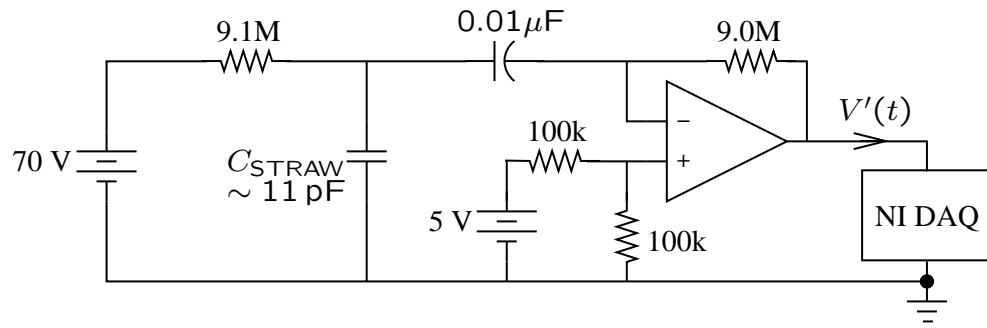 0.01μF
9.1M
9.0M
V′(t)
100k
−
70 V
C_STRAW
∼ 11 pF
+
5 V
100k
NI DAQ